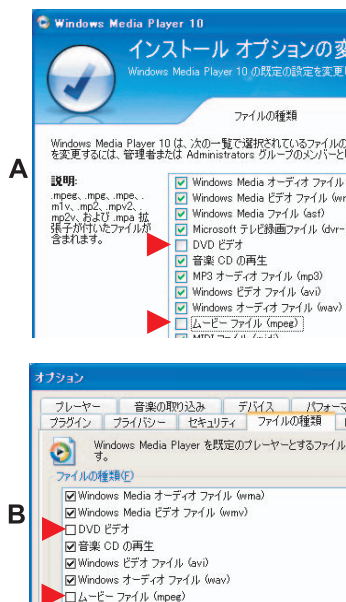 Windows Media Player 10
インストール オプションの変
Windows Media Player 10 の既定の設定を変更
ファイルの種類
Windows Media Player 10 は、次の一覧で選択されているファイルの
を変更するには、管理者または Administrators グループのメンバーとし
A
説明:
.mpeg、.mpg、.mpe、.
m1v、.mp2、.mpv2、.
mp2v、および .mpa 拡
張子が付いたファイルが
含まれます。
Windows Media オーディオ ファイル
Windows Media ビデオ ファイル (wm
Windows Media ファイル (asf)
Microsoft テレビ録画ファイル (dvr-
DVD ビデオ
音楽 CD の再生
MP3 オーディオ ファイル (mp3)
Windows ビデオ ファイル (avi)
Windows オーディオ ファイル (wav)
ムービー ファイル (mpeg)
MIDI ファイル (midi)
オプション
プレーヤー 音楽の取り込み デバイス パフォーマ
プラグイン プライバシー セキュリティ ファイルの種類
Windows Media Player を既定のプレーヤーとするファイル
す。
ファイルの種類(F)
B
Windows Media オーディオ ファイル (wma)
Windows Media ビデオ ファイル (wmv)
DVD ビデオ
音楽 CD の再生
Windows ビデオ ファイル (avi)
Windows オーディオ ファイル (wav)
ムービー ファイル (mpeg)